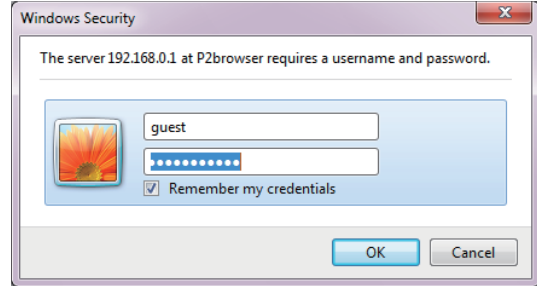 Windows Security
The server 192.168.0.1 at P2browser requires a username and password.
guest
•••••••••••
Remember my credentials
OK
Cancel